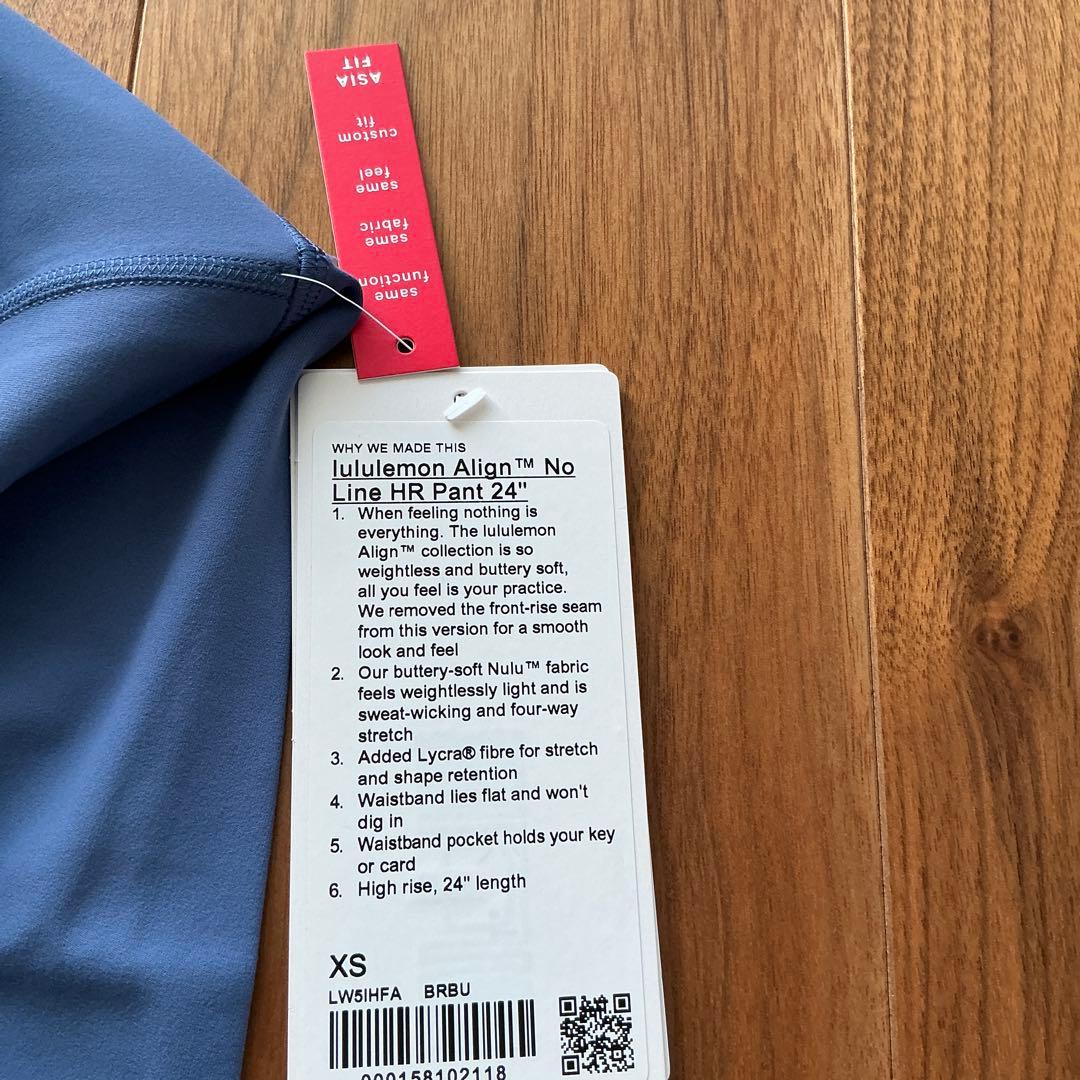 ASIA
FIT
custom
fit
same
feel
same
fabric
same
function
WHY WE MADE THIS
lululemon Align™ No
Line HR Pant 24"
1. When feeling nothing is
everything. The lululemon
Align™ collection is so
weightless and buttery soft,
all you feel is your practice.
We removed the front-rise seam
from this version for a smooth
look and feel
2. Our buttery-soft Nulu™ fabric
feels weightlessly light and is
sweat-wicking and four-way
stretch
3. Added Lycra® fibre for stretch
and shape retention
4. Waistband lies flat and won't
dig in
5. Waistband pocket holds your key
or card
6. High rise, 24" length
XS
LW5IHFA BRBU
000158102118